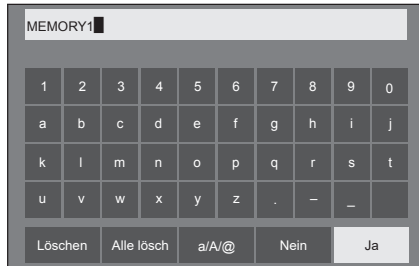 MEMORY1
1 2 3 4 5 6 7 8 9 0
a b c d e f g h i j
k l m n o p q r s t
u v w x y z . – _
Löschen Alle lösch a/A/@ Nein Ja